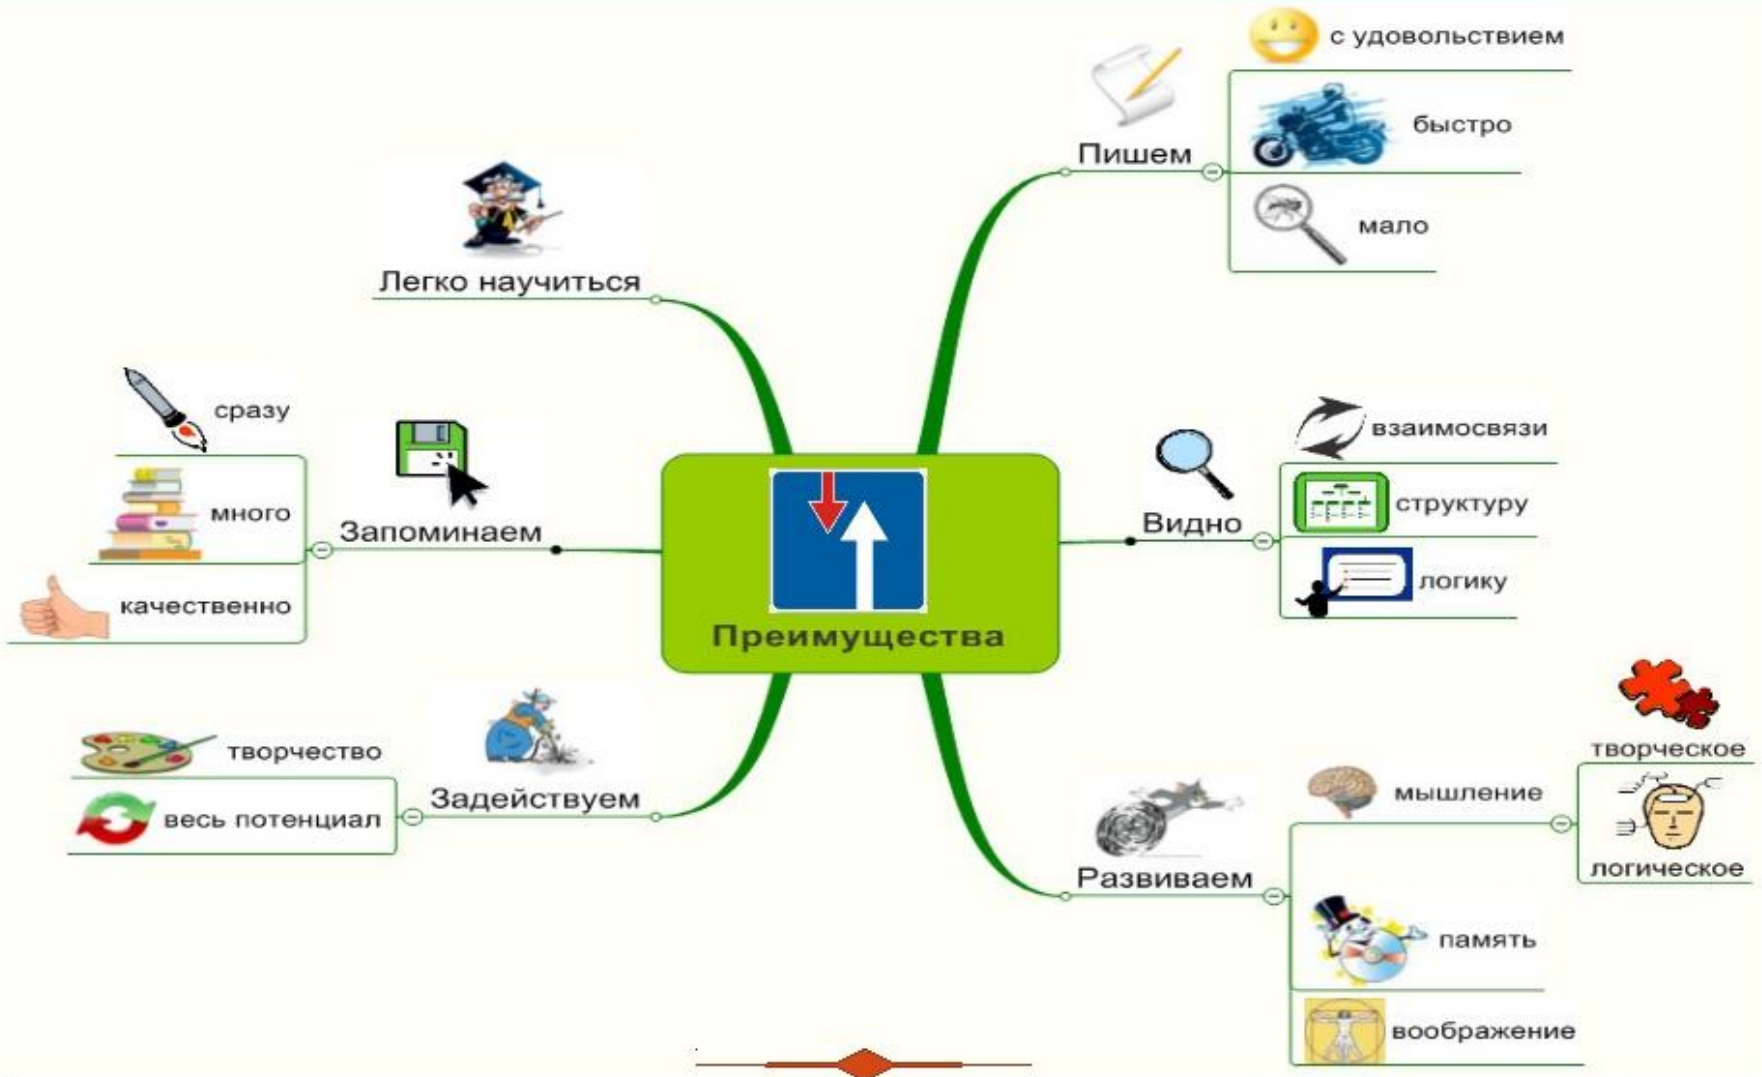 с удовольствием
быстро
Пишем
мало
Легко научиться
сразу
много
Запоминаем
качественно
взаимосвязи
Видно
структуру
логику
Преимущества
творчество
Задействуем
весь потенциал
творческое
мышление
логическое
Развиваем
память
воображение